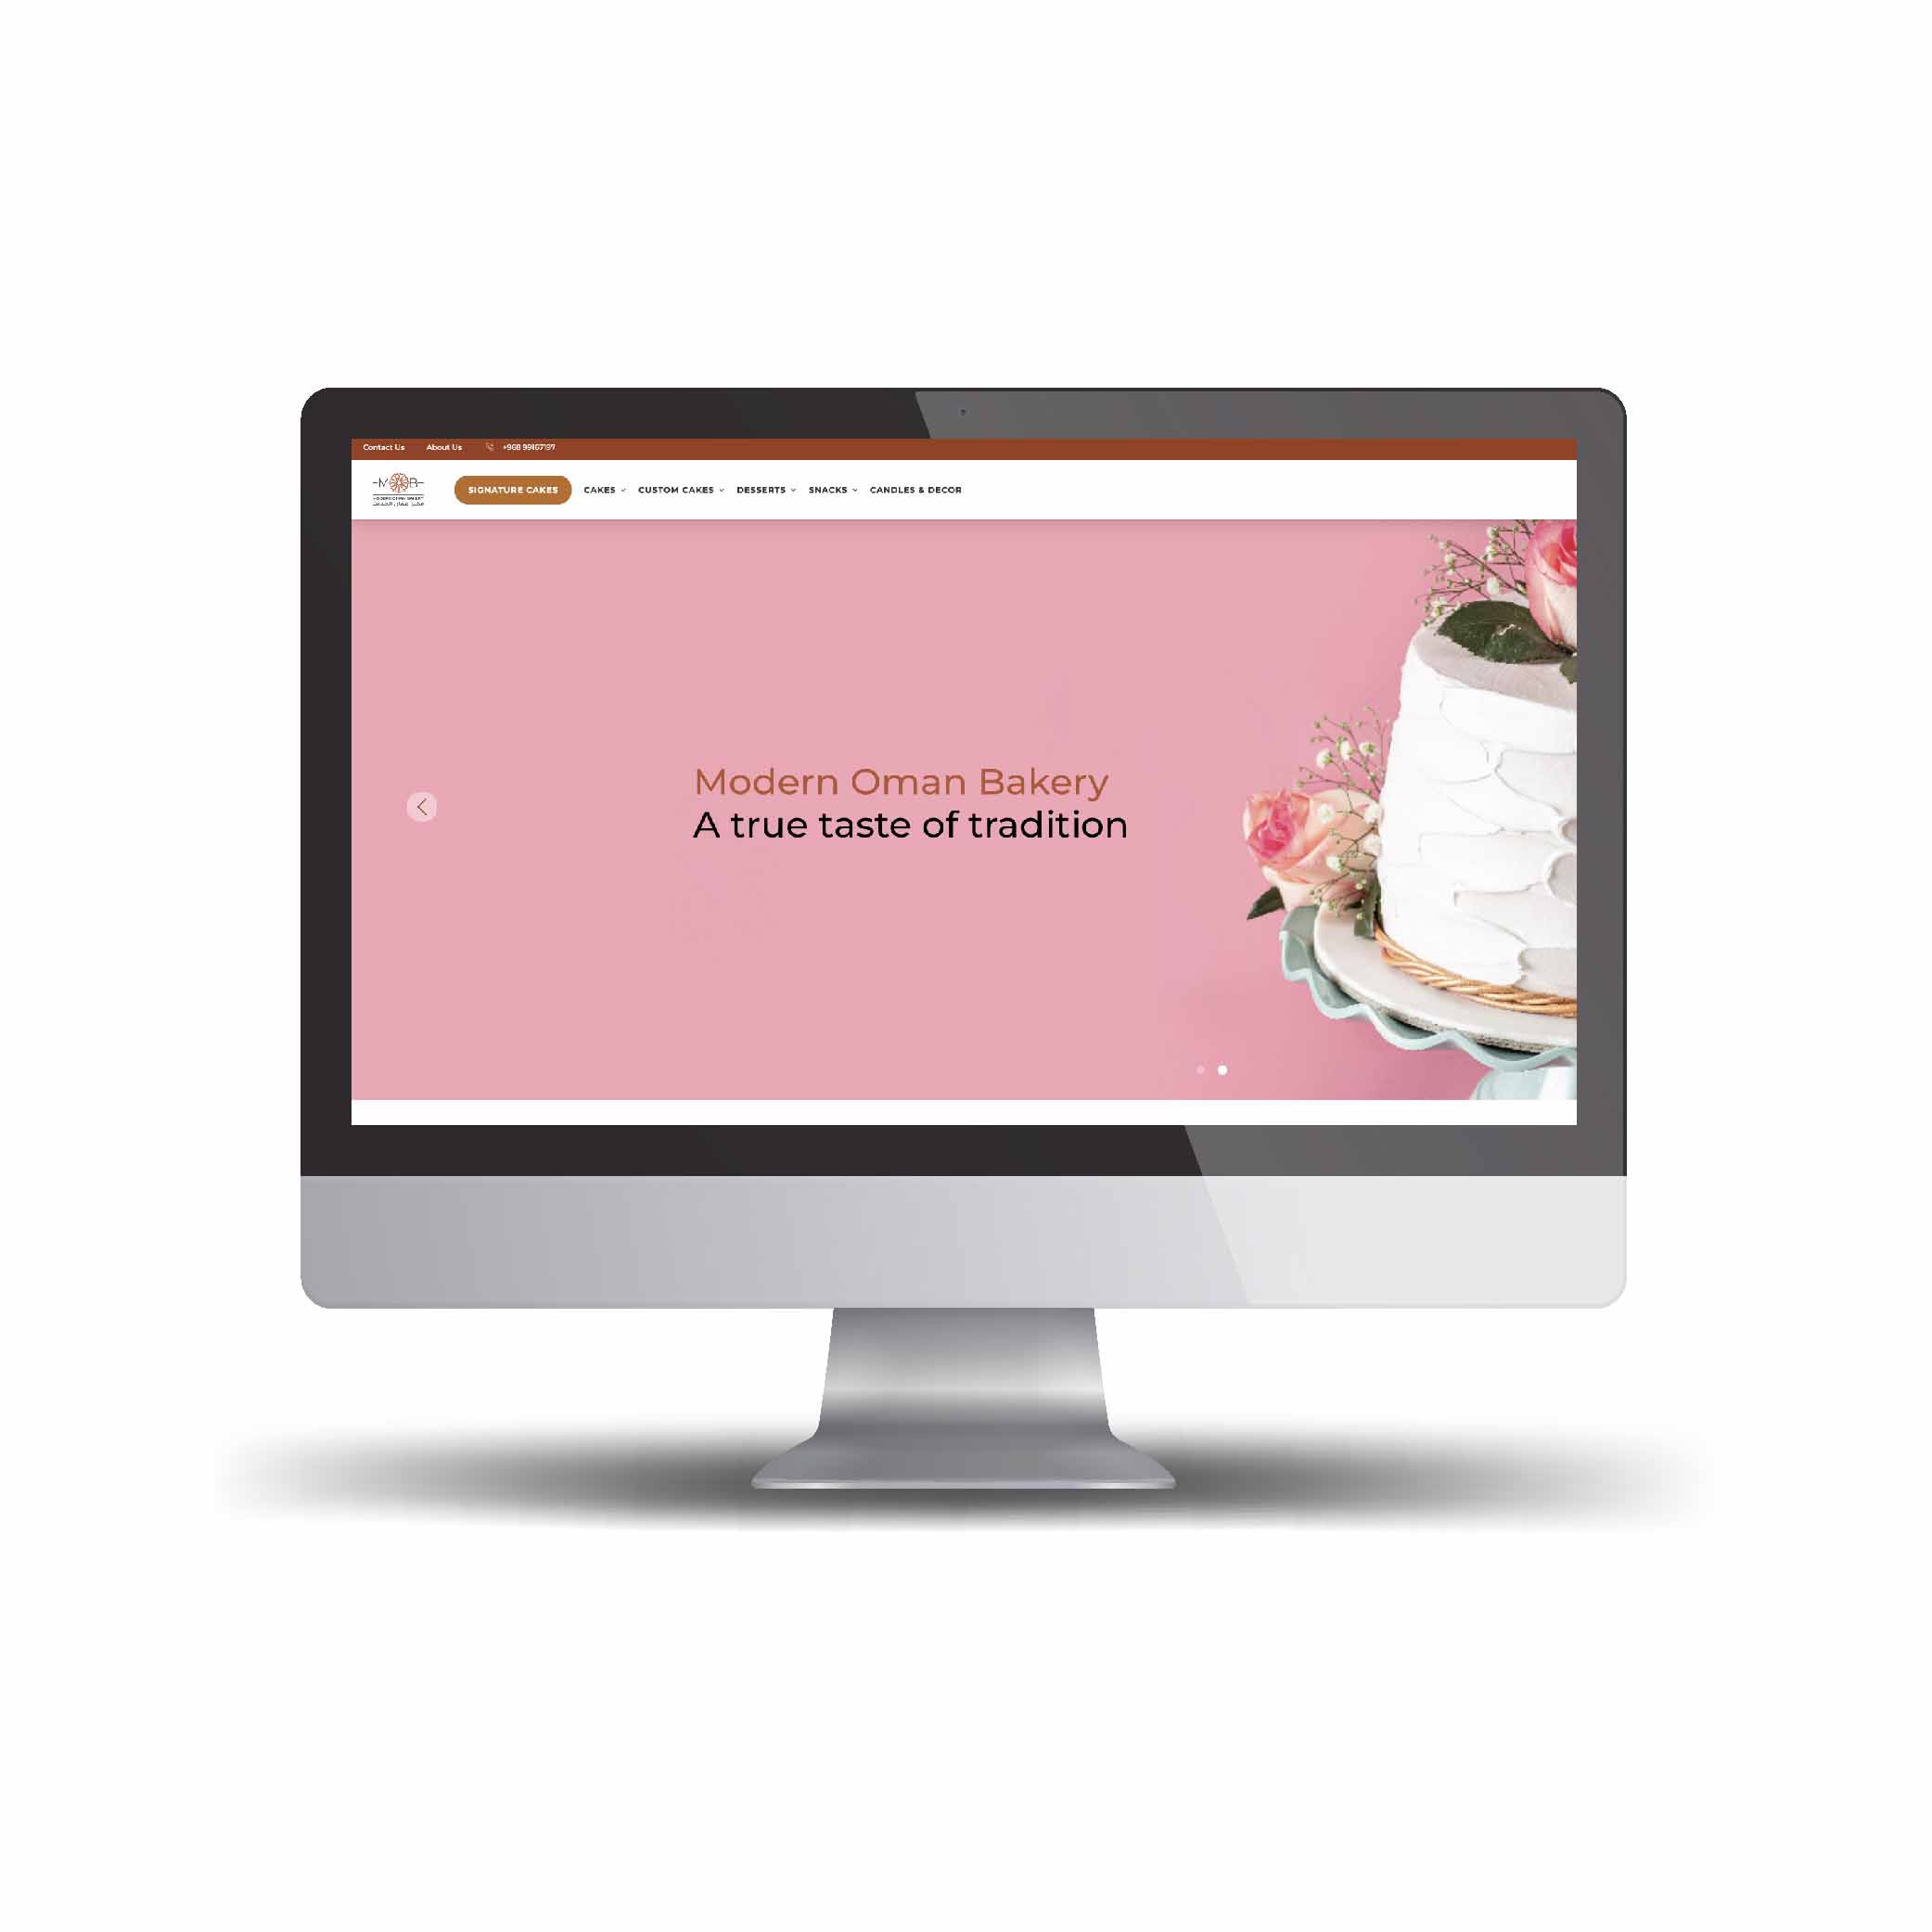 Contact Us About Us +968 99167197
MOB
SIGNATURE CAKES CAKES CUSTOM CAKES DESSERTS SNACKS CANDLES & DECOR
Modern Oman Bakery
A true taste of tradition